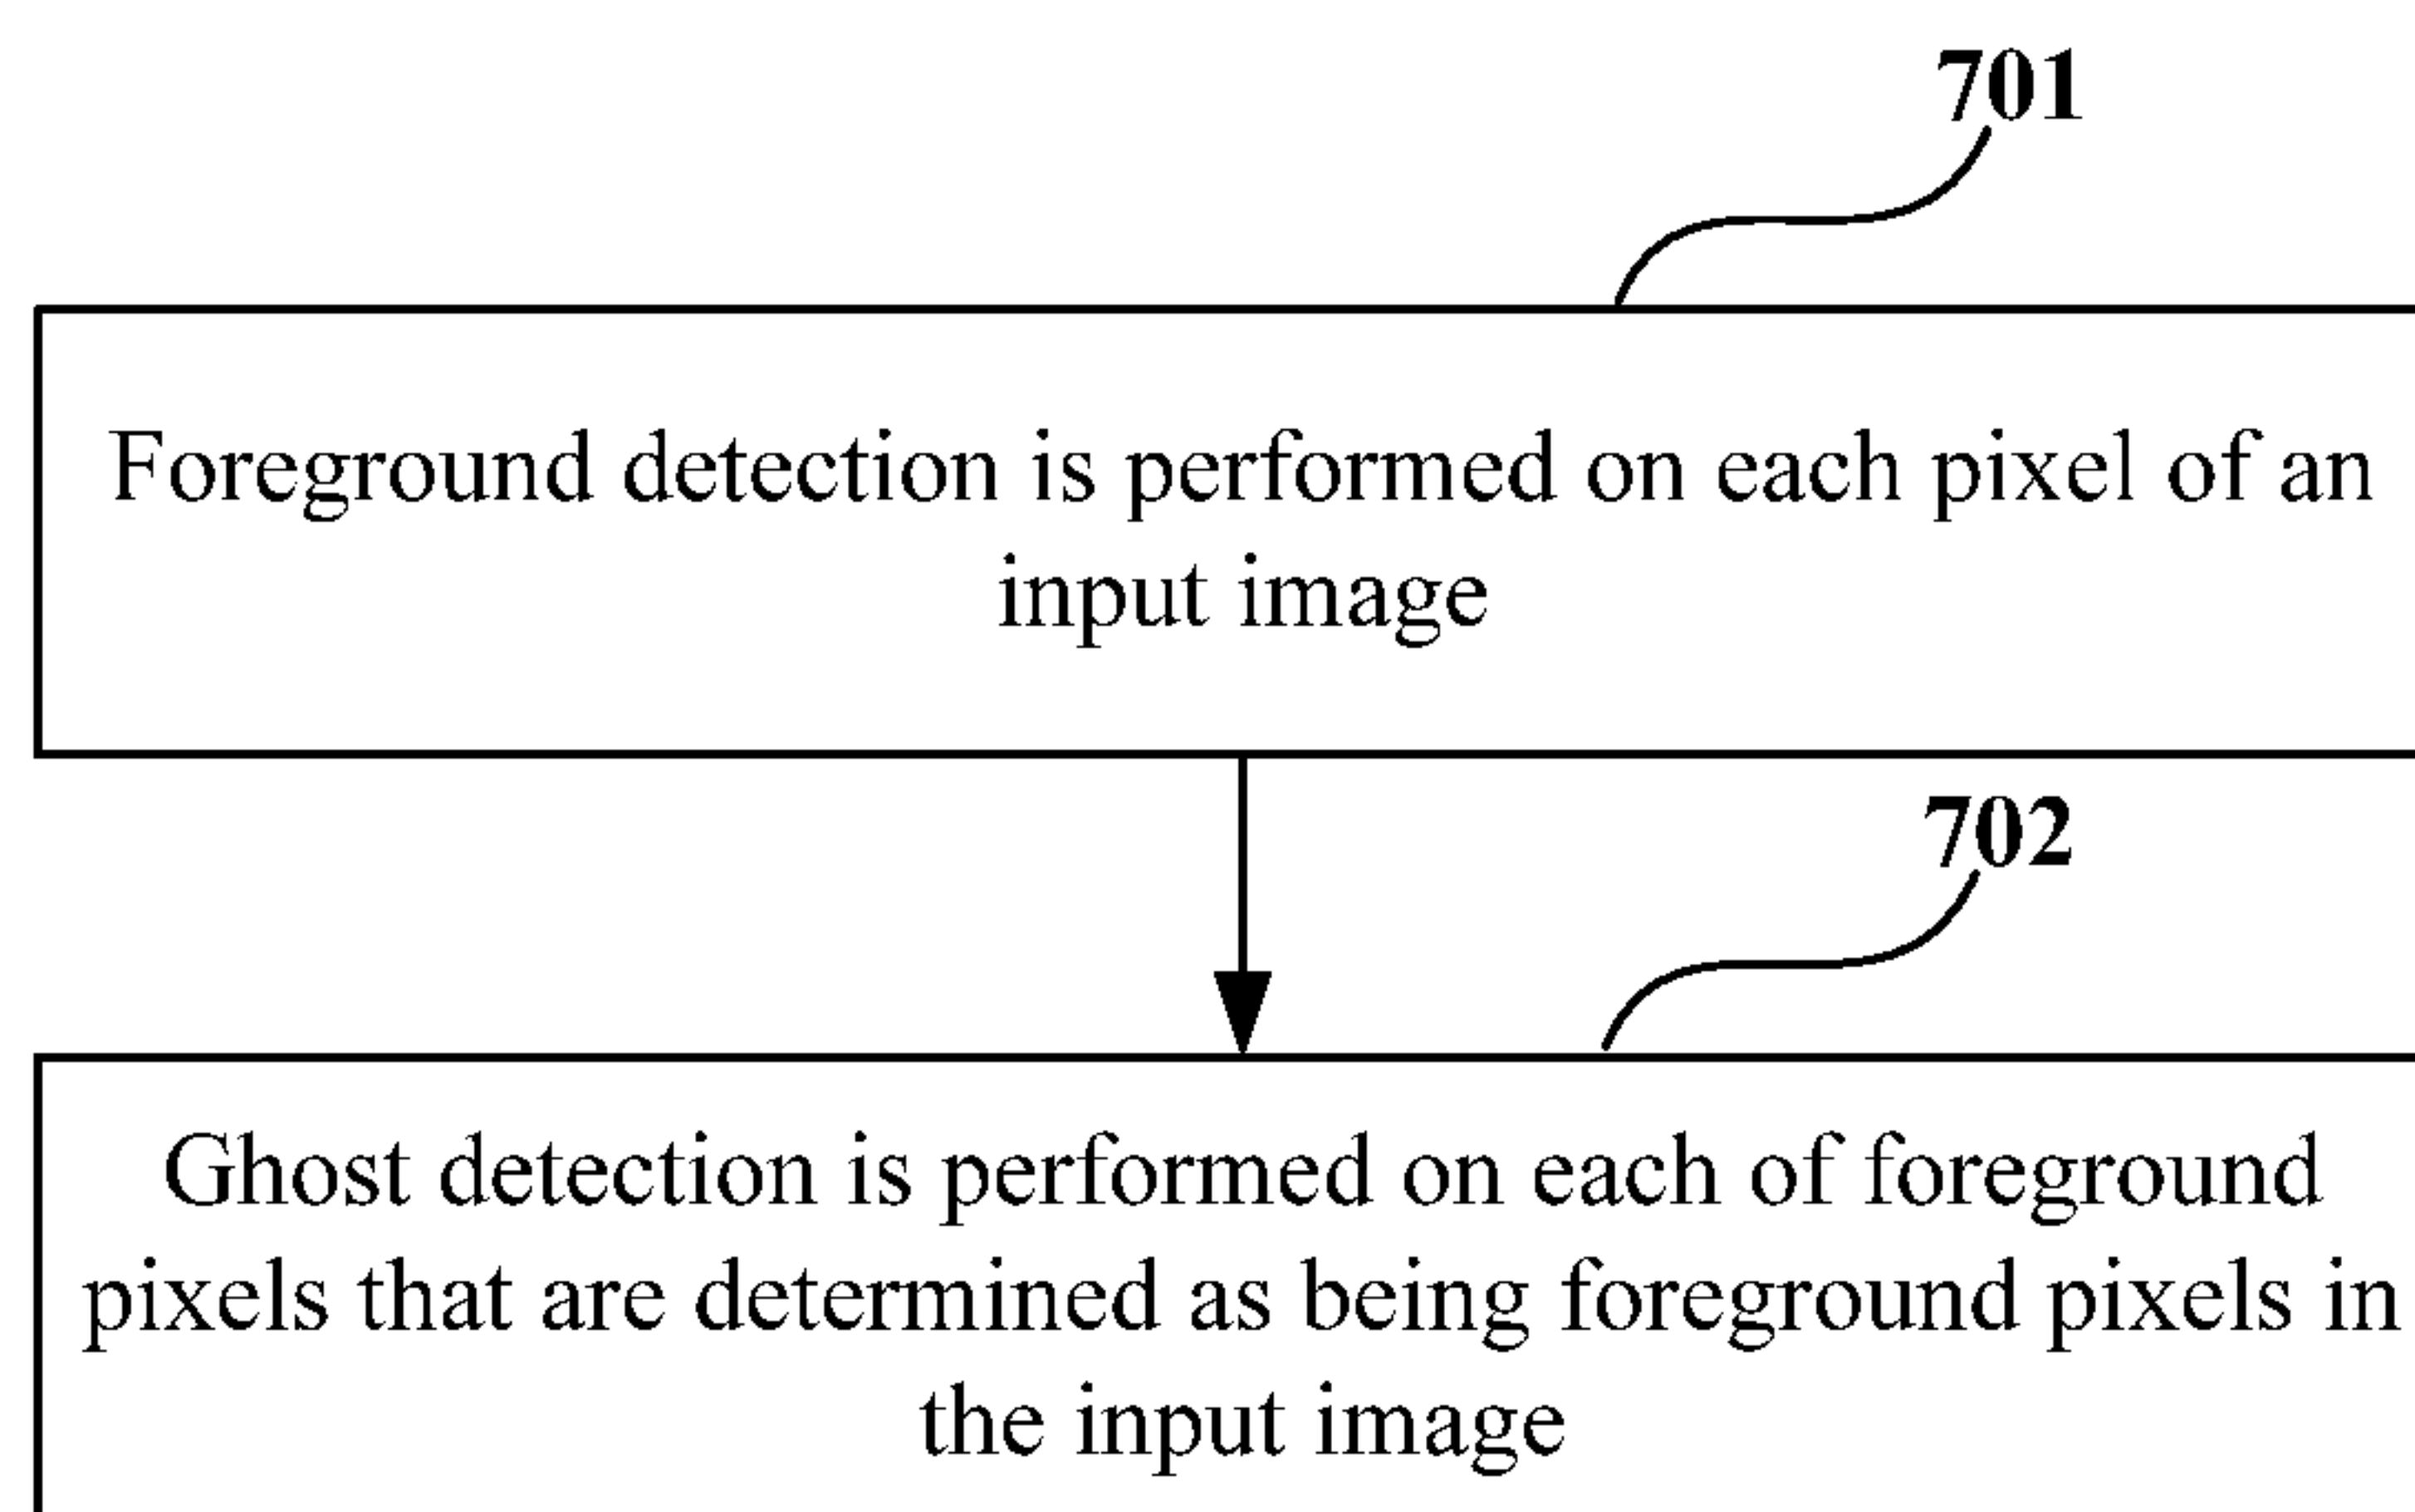 701
Foreground detection is performed on each pixel of an
input image
702
Ghost detection is performed on each of foreground
pixels that are determined as being foreground pixels in
the input image